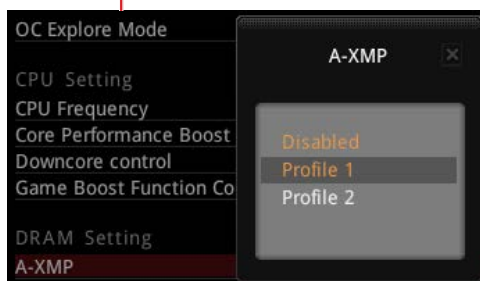 OC Explore Mode
CPU Setting
CPU Frequency
Core Performance Boost
Downcore control
Game Boost Function Co
DRAM Setting
A-XMP
A-XMP
Disabled
Profile 1
Profile 2